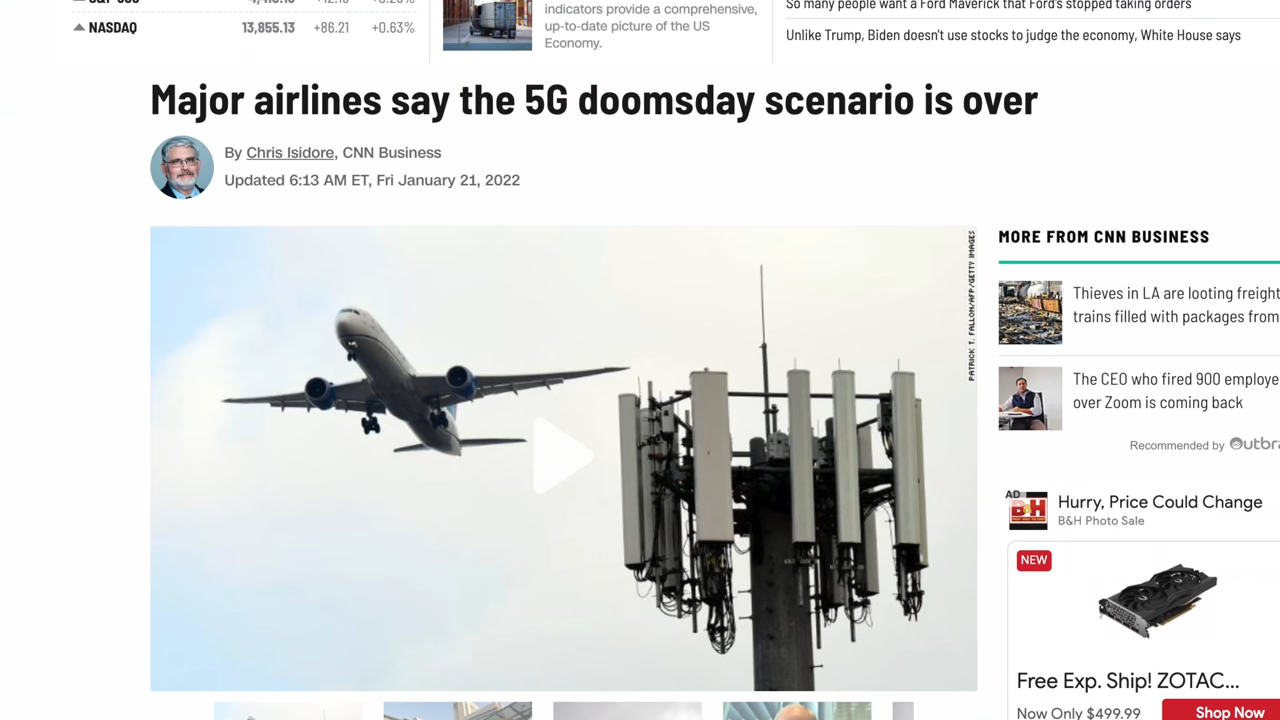 NASDAQ 13,855.13 +86.21 +0.63%
indicators provide a comprehensive,
up-to-date picture of the US
Economy.
So many people want a Ford Maverick that Ford's stopped taking orders
Unlike Trump, Biden doesn't use stocks to judge the economy, White House says
Major airlines say the 5G doomsday scenario is over
By Chris Isidore, CNN Business
Updated 6:13 AM ET, Fri January 21, 2022
PATRICK T. FALLON/AFP/GETTY IMAGES
MORE FROM CNN BUSINESS
Thieves in LA are looting freight
trains filled with packages from
The CEO who fired 900 employe
over Zoom is coming back
Recommended by Outbra
AD
B&H
Hurry, Price Could Change
B&H Photo Sale
NEW
Free Exp. Ship! ZOTAC...
Now Only $499.99
Shop Now